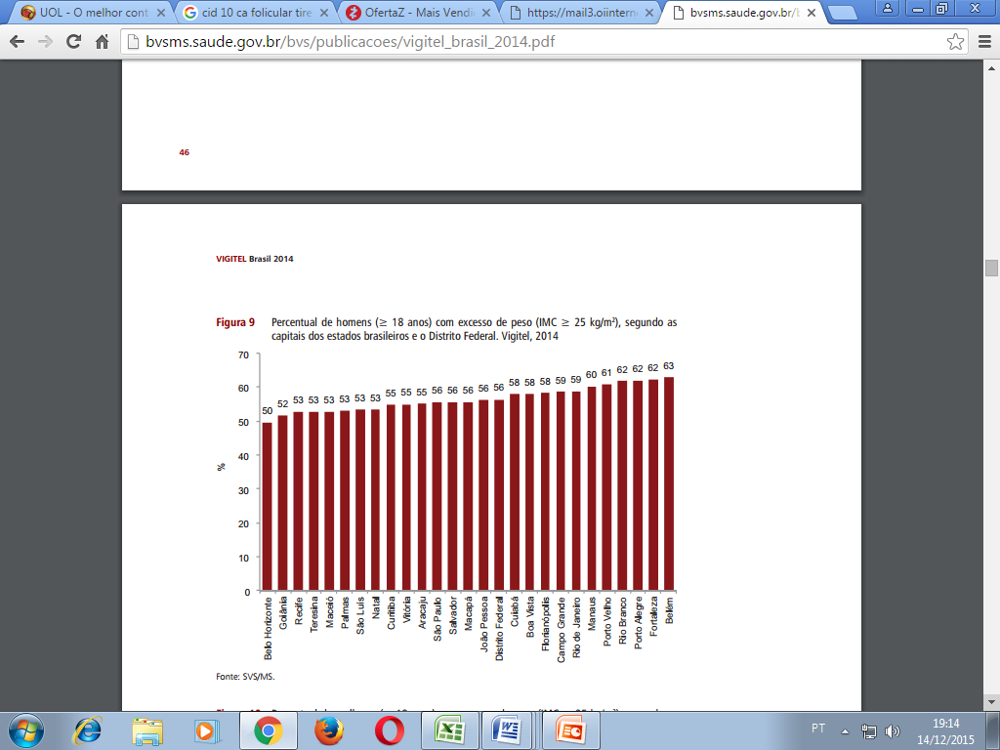 UOL - O melhor cont
cid 10 ca folicular tire
OfertaZ - Mais Vendi
https://mail3.oiintern
bvsms.saude.gov.br/b
bvsms.saude.gov.br/bvs/publicacoes/vigitel_brasil_2014.pdf
46
VIGITEL Brasil 2014
Figura 9 Percentual de homens (≥ 18 anos) com excesso de peso (IMC ≥ 25 kg/m²), segundo as
capitais dos estados brasileiros e o Distrito Federal. Vigitel, 2014
%
70
60
50
40
30
20
10
0
50 52 53 53 53 53 53 53 55 55 55 56 56 56 56 56 58 58 58 59 59 60 61 62 62 62 63
Belo Horizonte
Goiânia
Recife
Teresina
Maceió
Palmas
São Luís
Natal
Curitiba
Vitória
Aracaju
São Paulo
Salvador
Macapá
João Pessoa
Distrito Federal
Cuiabá
Boa Vista
Florianópolis
Campo Grande
Rio de Janeiro
Manaus
Porto Velho
Rio Branco
Porto Alegre
Fortaleza
Belém
Fonte: SVS/MS.
PT
19:14
14/12/2015